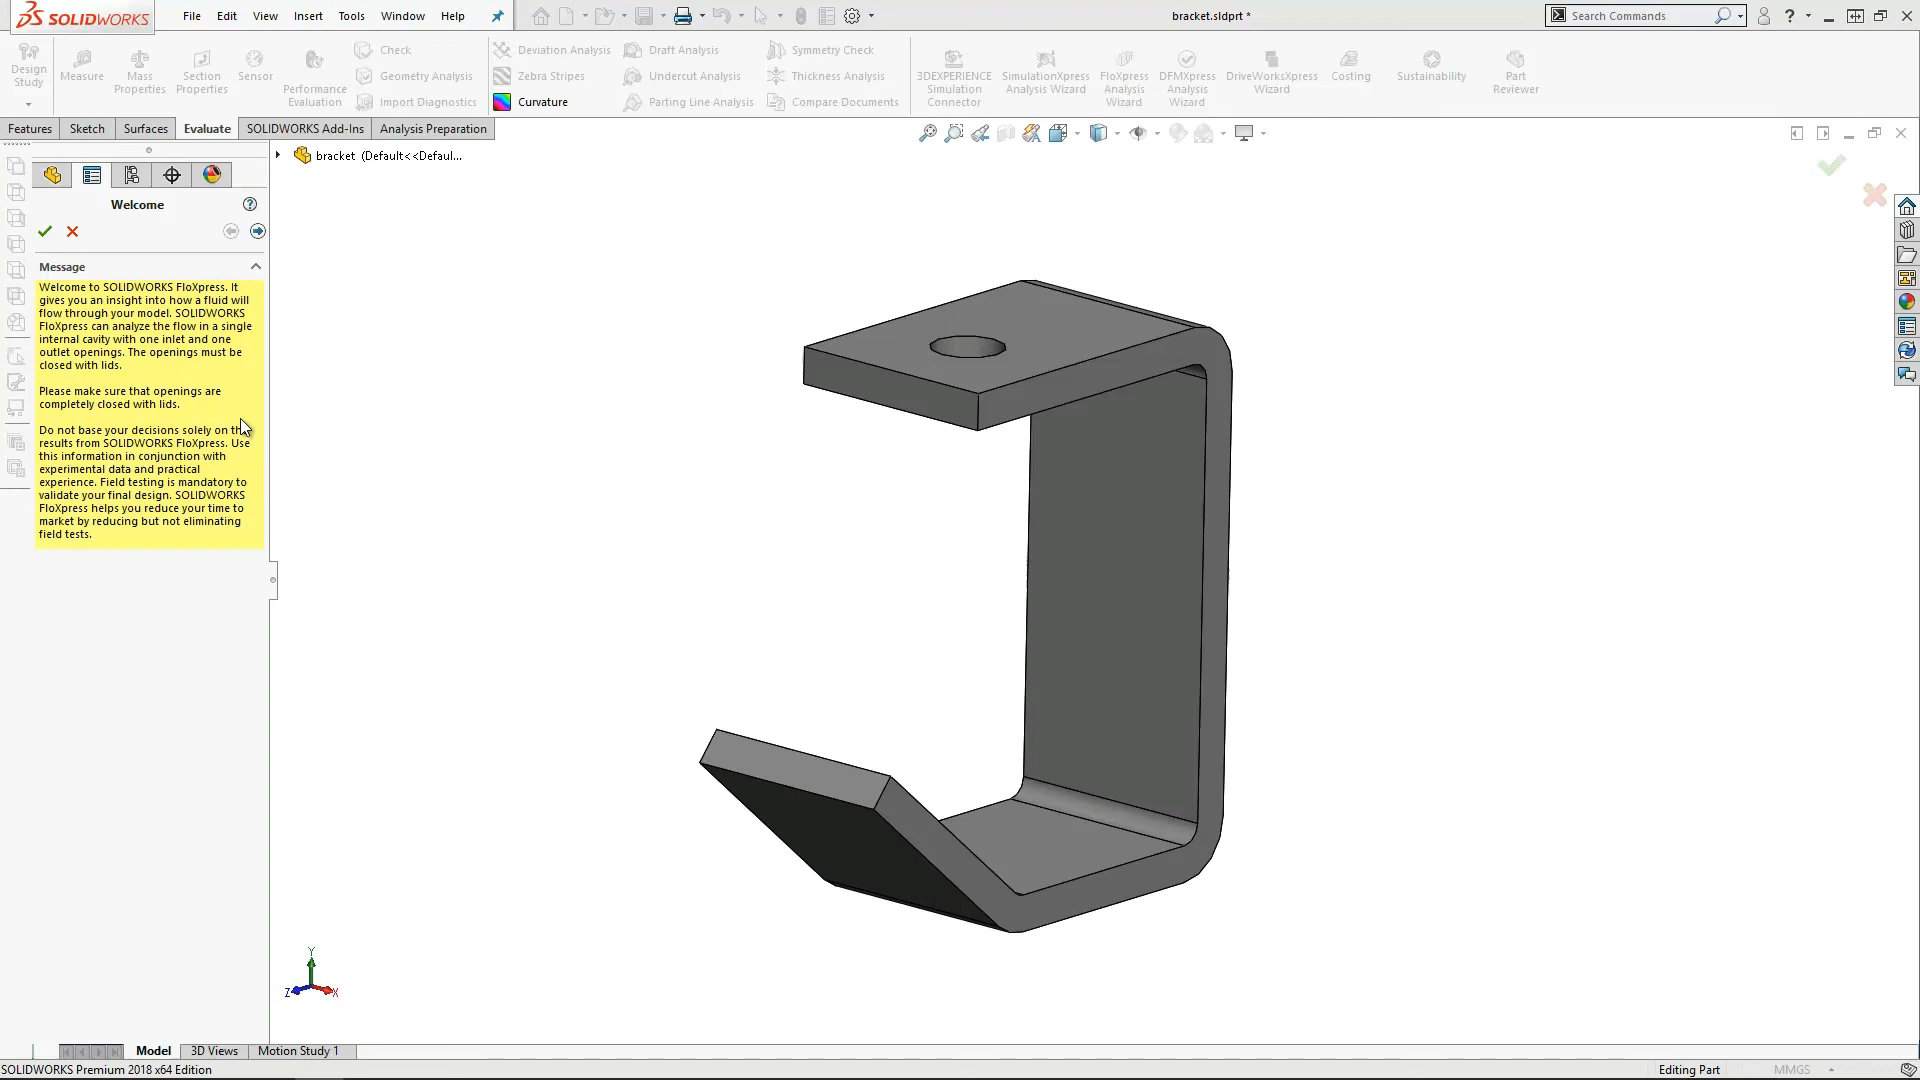 SOLIDWORKS
File Edit View Insert Tools Window Help
bracket.sldprt *
Search Commands
Design Study
Measure
Mass Properties
Section Properties
Sensor
Performance Evaluation
Check
Geometry Analysis
Import Diagnostics
Deviation Analysis
Zebra Stripes
Curvature
Draft Analysis
Undercut Analysis
Parting Line Analysis
Symmetry Check
Thickness Analysis
Compare Documents
3DEXPERIENCE Simulation Connector
SimulationXpress Analysis Wizard
FloXpress Analysis Wizard
DFMXpress Analysis Wizard
DriveWorksXpress Wizard
Costing
Sustainability
Part Reviewer
Features Sketch Surfaces Evaluate SOLIDWORKS Add-Ins Analysis Preparation
bracket (Default<<Defaul...
Welcome
Message
Welcome to SOLIDWORKS FloXpress. It
gives you an insight into how a fluid will
flow through your model. SOLIDWORKS
FloXpress can analyze the flow in a single
internal cavity with one inlet and one
outlet openings. The openings must be
closed with lids.
Please make sure that openings are
completely closed with lids.
Do not base your decisions solely on
results from SOLIDWORKS FloXpress. Use
this information in conjunction with
experimental data and practical
experience. Field testing is mandatory to
validate your final design. SOLIDWORKS
FloXpress helps you reduce your time to
market by reducing but not eliminating
field tests.
Y
Z X
Model 3D Views Motion Study 1
SOLIDWORKS Premium 2018 x64 Edition
Editing Part
MMGS